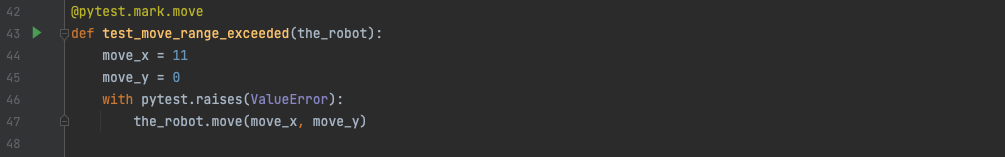 42 @pytest.mark.move
43 def test_move_range_exceeded(the_robot):
44     move_x = 11
45     move_y = 0
46     with pytest.raises(ValueError):
47         the_robot.move(move_x, move_y)
48